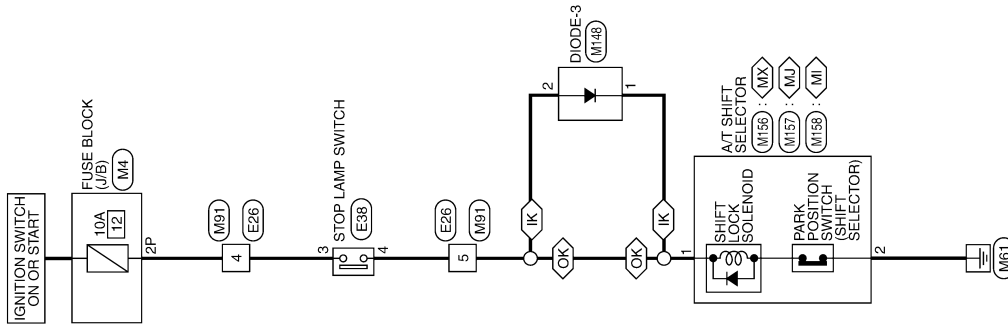 IGNITION SWITCH
ON OR START
FUSE BLOCK
(J/B)
M4
10A
12
2P
M91
4
E26
3
STOP LAMP SWITCH
E38
4
E26
5
M91
DIODE-3
M148
2
1
IK
OK
IK
OK
A/T SHIFT
SELECTOR
M156 : MX
M157 : MJ
M158 : MI
1
SHIFT
LOCK
SOLENOID
PARK
POSITION
SWITCH
(SHIFT
SELECTOR)
2
M61